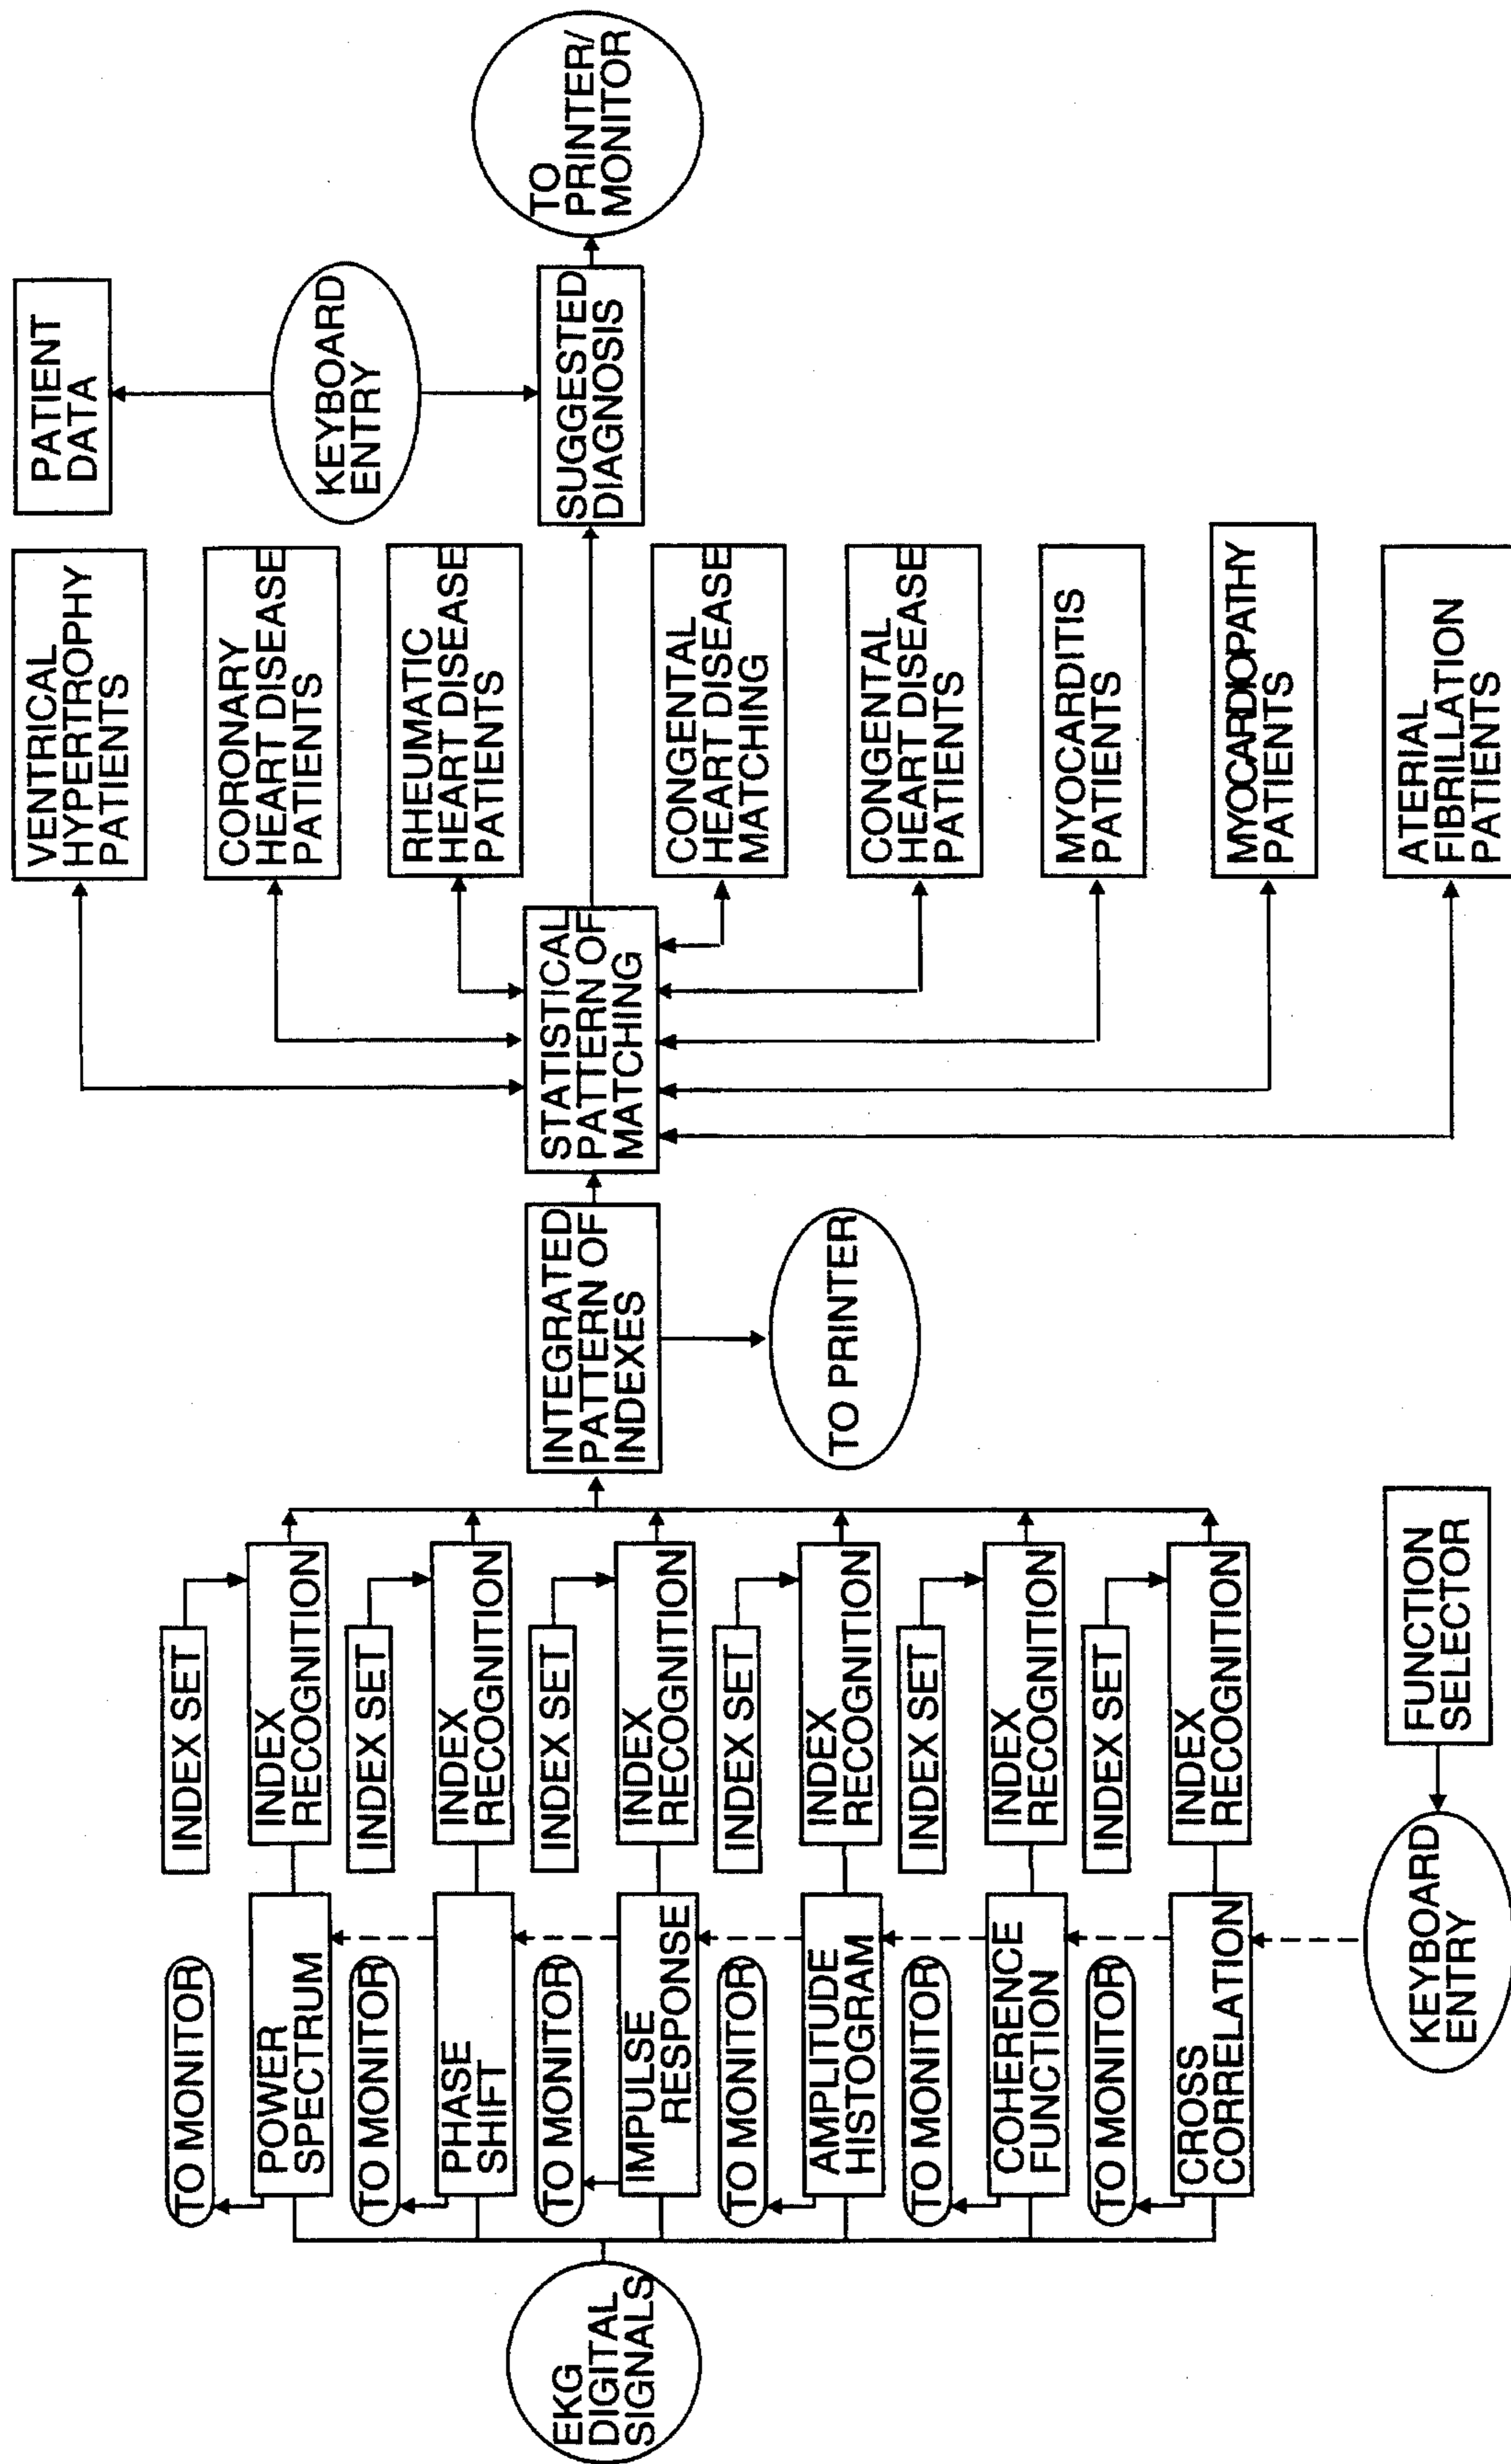 EKG
DIGITAL
SIGNALS
TO MONITOR
POWER
SPECTRUM
INDEX SET
INDEX
RECOGNITION
TO MONITOR
PHASE
SHIFT
INDEX SET
INDEX
RECOGNITION
TO MONITOR
IMPULSE
RESPONSE
INDEX SET
INDEX
RECOGNITION
TO MONITOR
AMPLITUDE
HISTOGRAM
INDEX SET
INDEX
RECOGNITION
TO MONITOR
COHERENCE
FUNCTION
INDEX SET
INDEX
RECOGNITION
TO MONITOR
CROSS
CORRELATION
INDEX SET
INDEX
RECOGNITION
KEYBOARD
ENTRY
FUNCTION
SELECTOR
INTEGRATED
PATTERN OF
INDEXES
TO PRINTER
STATISTICAL
PATTERN OF
MATCHING
VENTRICAL
HYPERTROPHY
PATIENTS
CORONARY
HEART DISEASE
PATIENTS
RHEUMATIC
HEART DISEASE
PATIENTS
CONGENTAL
HEART DISEASE
MATCHING
CONGENTAL
HEART DISEASE
PATIENTS
MYOCARDITIS
PATIENTS
MYOCARDIOPATHY
PATIENTS
ATERIAL
FIBRILLATION
PATIENTS
PATIENT
DATA
KEYBOARD
ENTRY
SUGGESTED
DIAGNOSIS
TO
PRINTER/
MONITOR